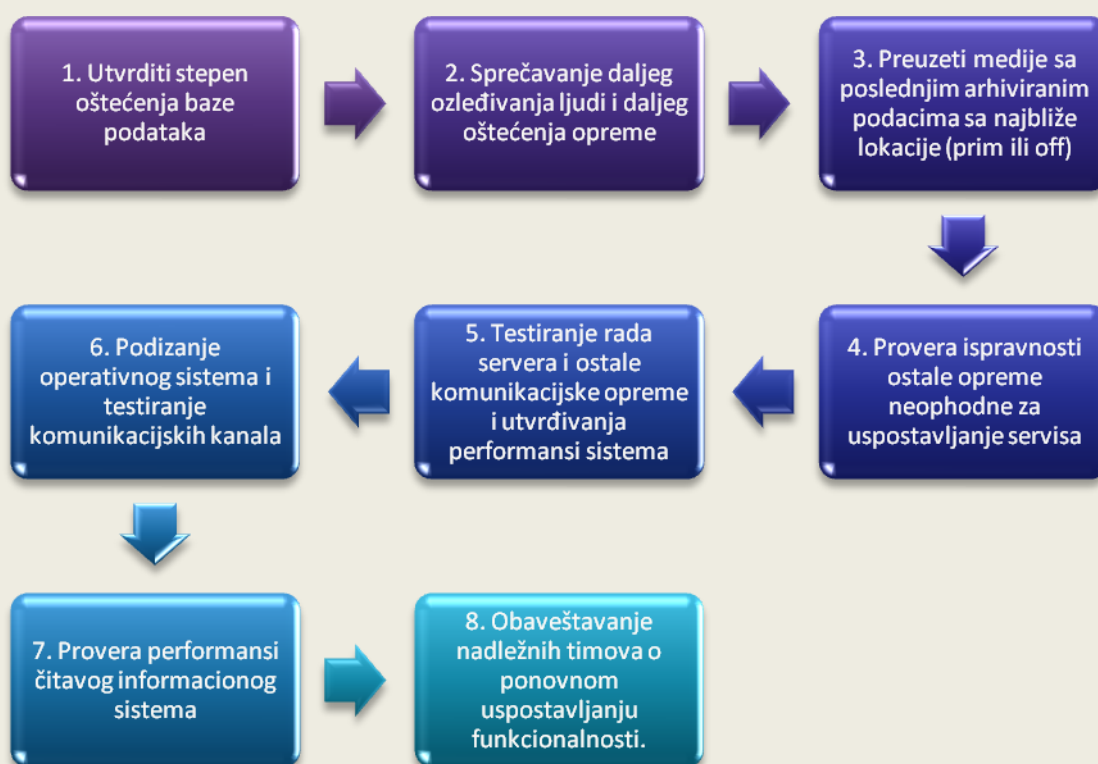 1. Utvrditi stepen
oštećenja baze
podataka
2. Sprečavanje daljeg
ozleđivanja ljudi i daljeg
oštećenja opreme
3. Preuzeti medije sa
poslednjim arhiviranim
podacima sa najbliže
lokacije (prim ili off)
4. Provera ispravnosti
ostale opreme
neophodne za
uspostavljanje servisa
5. Testiranje rada
servera i ostale
komunikacijske opreme
i utvrđivanja
performansi sistema
6. Podizanje
operativnog sistema i
testiranje
komunikacijskih kanala
7. Provera performansi
čitavog informacionog
sistema
8. Obaveštavanje
nadležnih timova o
ponovnom
uspostavljanju
funkcionalnosti.